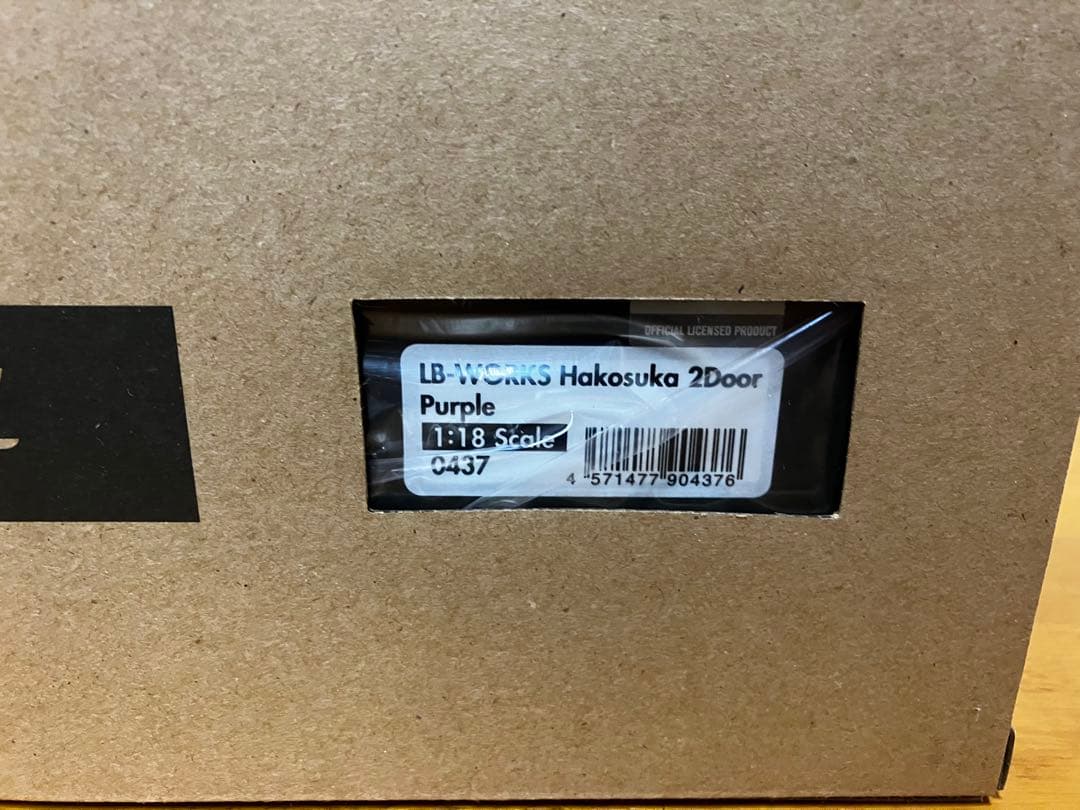 OFFICIAL LICENSED PRODUCT
LB-WORKS Hakosuka 2Door
Purple
1:18 Scale
0437
4 571477 904376